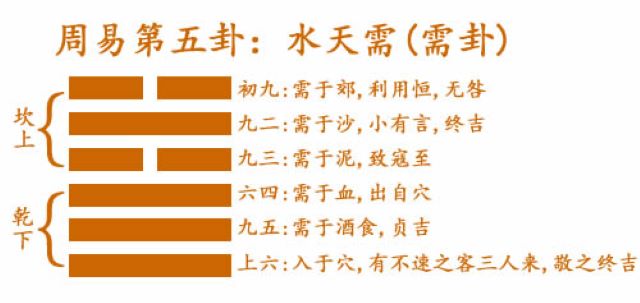 周易第五卦：水天需(需卦)
坎上
初九:需于郊,利用恒,无咎
九二:需于沙,小有言,终吉
九三:需于泥,致寇至
乾下
六四:需于血,出自穴
九五:需于酒食,贞吉
上六:入于穴,有不速之客三人来,敬之终吉